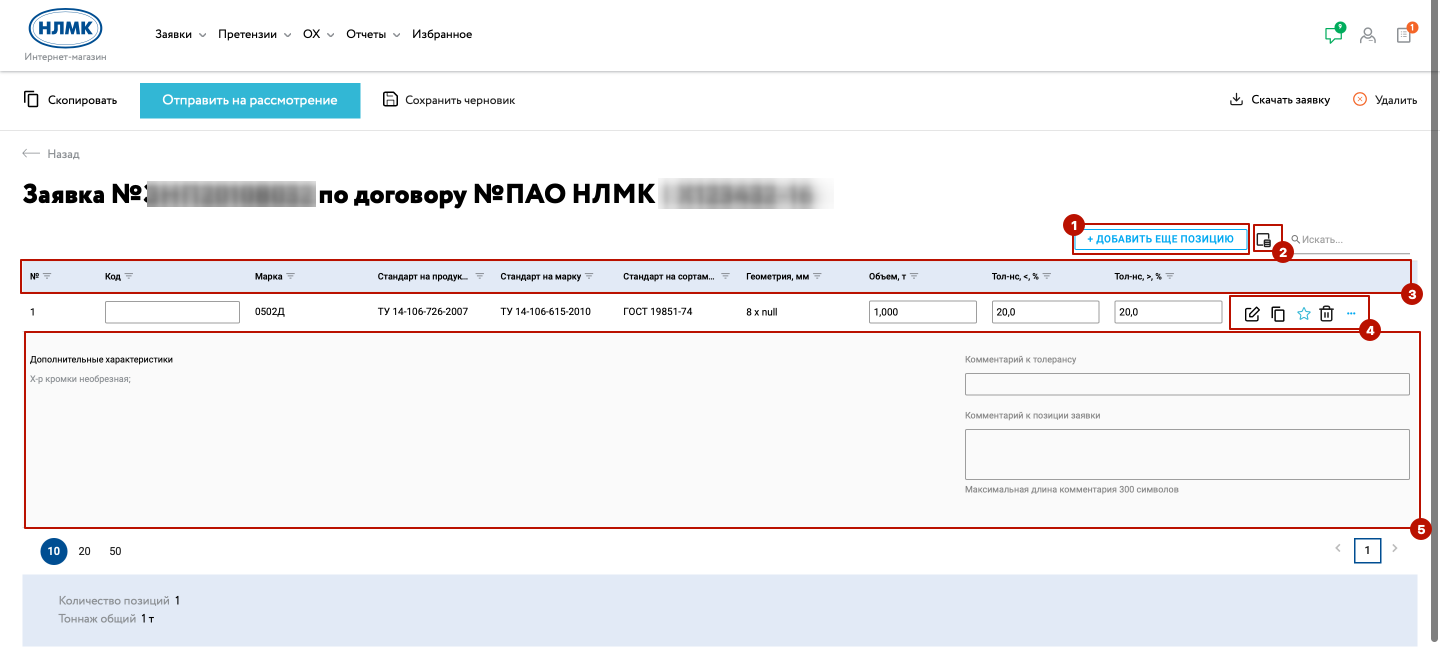 НЛМК
Интернет-магазин
Заявки Претензии ОХ Отчеты Избранное
9
1
Скопировать Отправить на рассмотрение Сохранить черновик Скачать заявку Удалить
Назад
Заявка № по договору №ПАО НЛМК
1
+ ДОБАВИТЬ ЕЩЕ ПОЗИЦИЮ
2
Искать...
№ Код Марка Стандарт на продук... Стандарт на марку Стандарт на сортам... Геометрия, мм Объем, т Тол-нс, <, % Тол-нс, >, %
3
1 0502Д ТУ 14-106-726-2007 ТУ 14-106-615-2010 ГОСТ 19851-74 8 x null 1,000 20,0 20,0
4
Дополнительные характеристики
Х-р кромки необрезная;
Комментарий к толерансу
Комментарий к позиции заявки
Максимальная длина комментария 300 символов
5
10 20 50
1
Количество позиций 1
Тоннаж общий 1 т